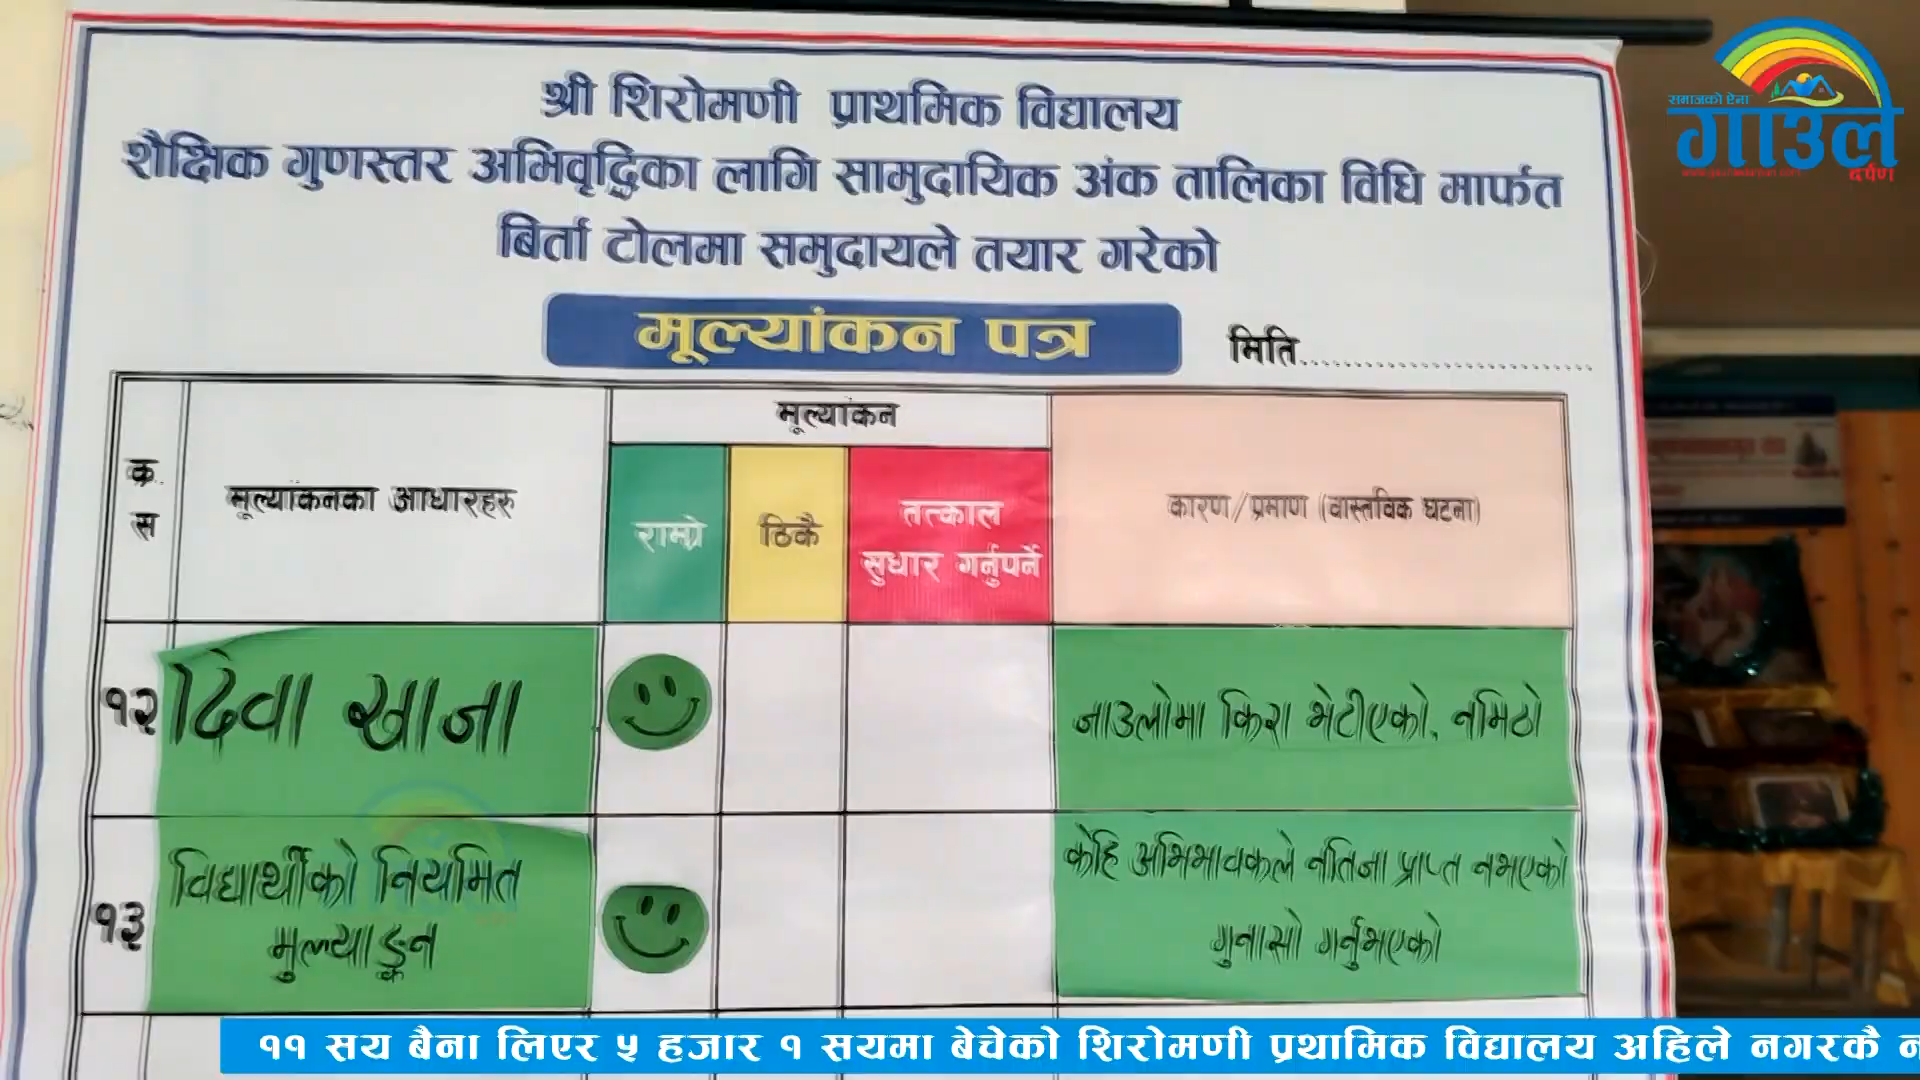 श्री शिरोमणी प्राथमिक विद्यालय
शैक्षिक गुणस्तर अभिवृद्धिका लागि सामुदायिक अंक तालिका विधि मार्फत
बिर्ता टोलमा समुदायले तयार गरेको
मूल्यांकन पत्र
मिति..............................
क्र. स
मूल्यांकनका आधारहरु
मूल्यांकन
राम्रो
ठिकै
तत्काल
सुधार गर्नुपर्ने
कारण/प्रमाण (वास्तविक घटना)
१२
दिवा खाजा
जाउलोमा किरा भेटीएको, नमिठो
१३
विद्यार्थीको नियमित
मुल्याङ्कन
केहि अभिभावकले नतिजा प्राप्त नभएको
गुनासो गर्नुभएको
समाजको ऐना
गाउँले
दर्पण
११ सय बैना लिएर ५ हजार १ सयमा बेचेको शिरोमणी प्रथामिक विद्यालय अहिले नगरकै